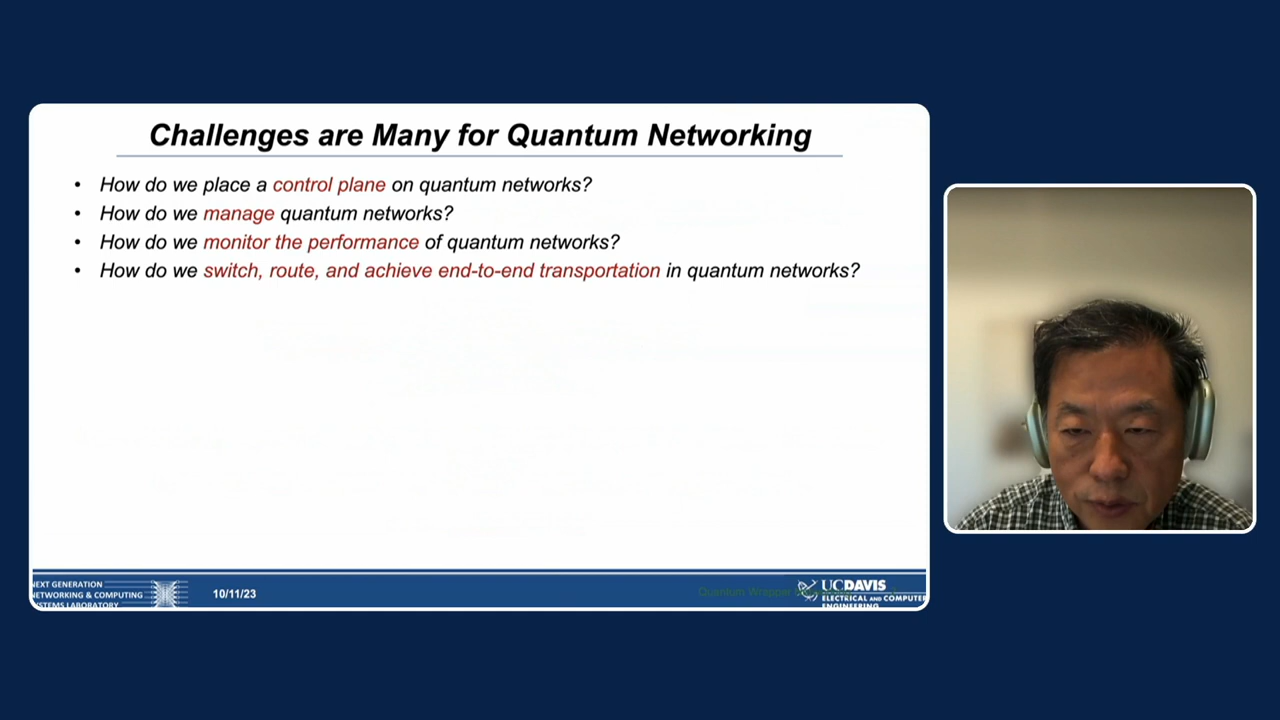 Challenges are Many for Quantum Networking
• How do we place a control plane on quantum networks?
• How do we manage quantum networks?
• How do we monitor the performance of quantum networks?
• How do we switch, route, and achieve end-to-end transportation in quantum networks?
NEXT GENERATION
NETWORKING & COMPUTING
SYSTEMS LABORATORY
10/11/23
Quantum Wrapper
UCDAVIS
ELECTRICAL AND COMPUTER
ENGINEERING